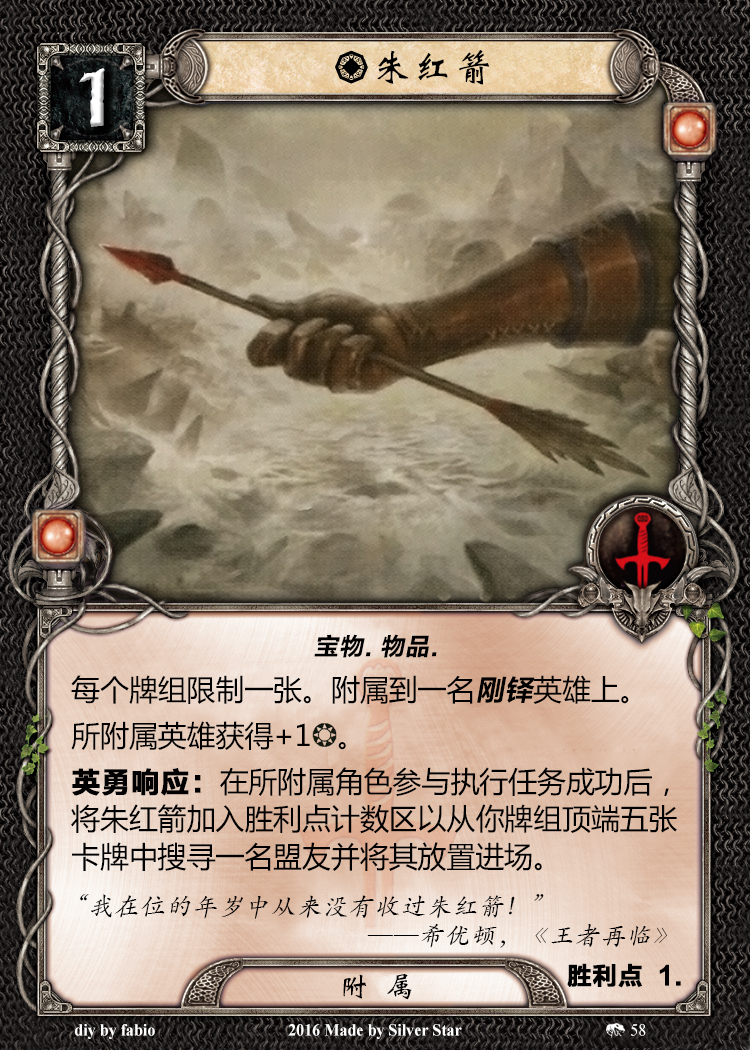 1
朱红箭
宝物. 物品.
每个牌组限制一张。附属到一名刚铎英雄上。
所附属英雄获得+1。
英勇响应：在所附属角色参与执行任务成功后，
将朱红箭加入胜利点计数区以从你牌组顶端五张
卡牌中搜寻一名盟友并将其放置进场。
“我在位的年岁中从来没有收过朱红箭！”
——希优顿，《王者再临》
附属
胜利点 1.
diy by fabio
2016 Made by Silver Star
58